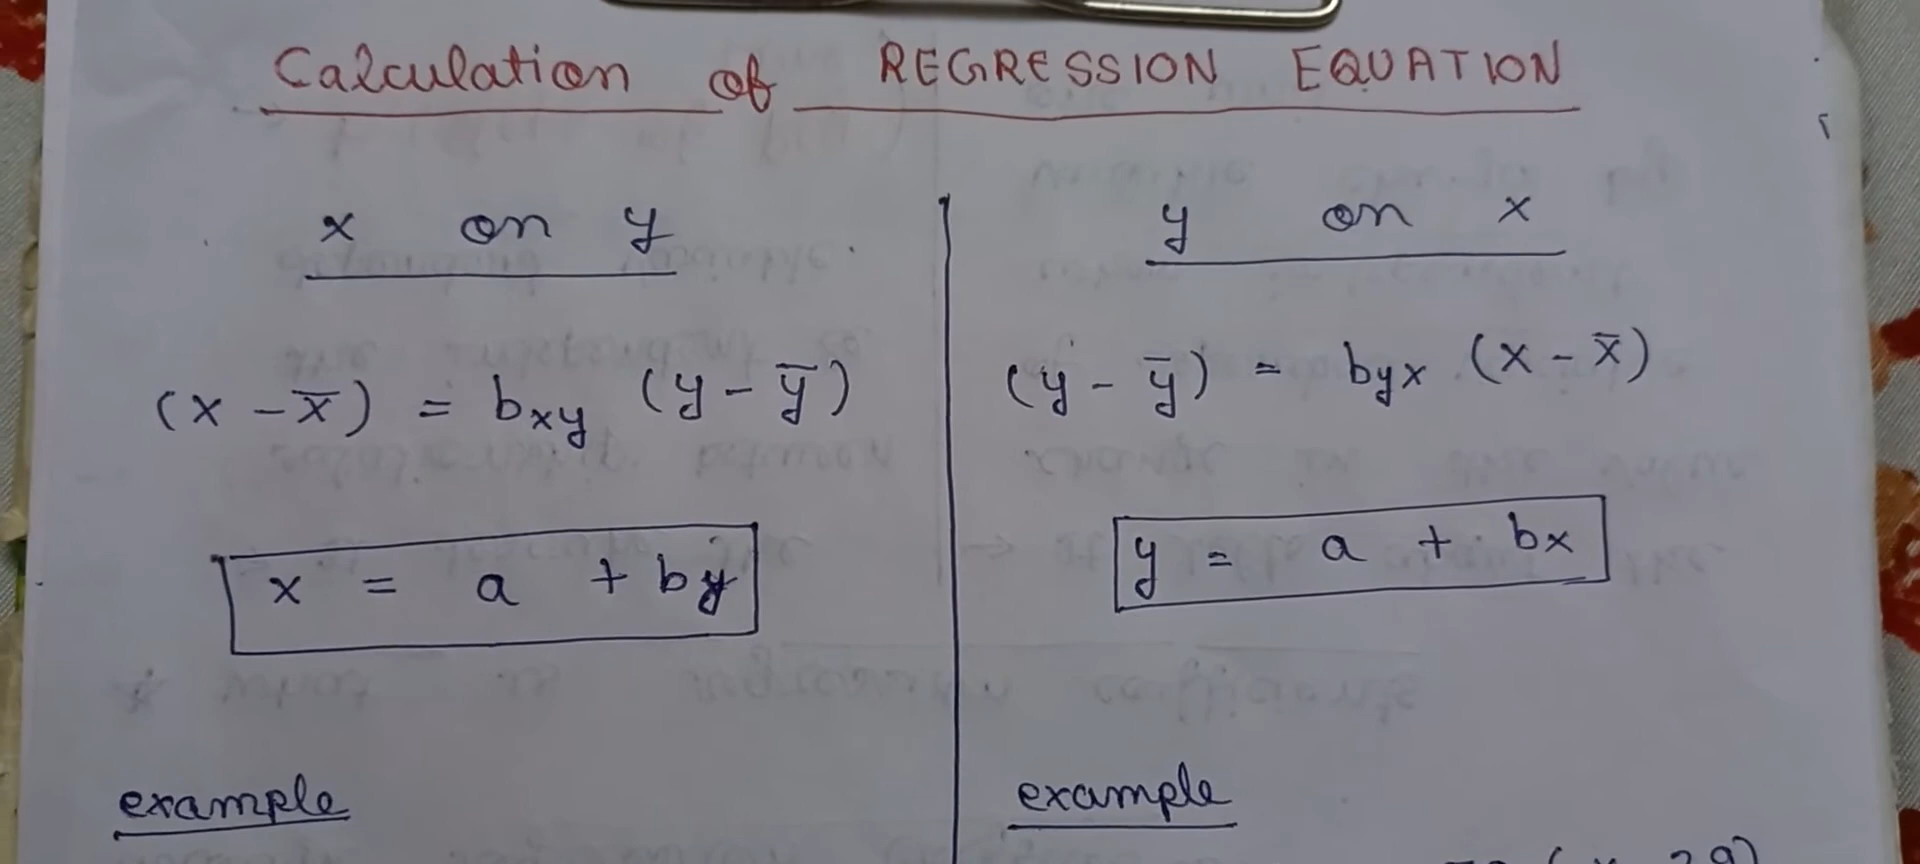 Calculation of REGRESSION EQUATION
x on y
(x - x̄) = bxy (y - ȳ)
x = a + by
example
y on x
(y - ȳ) = byx (x - x̄)
y = a + bx
example